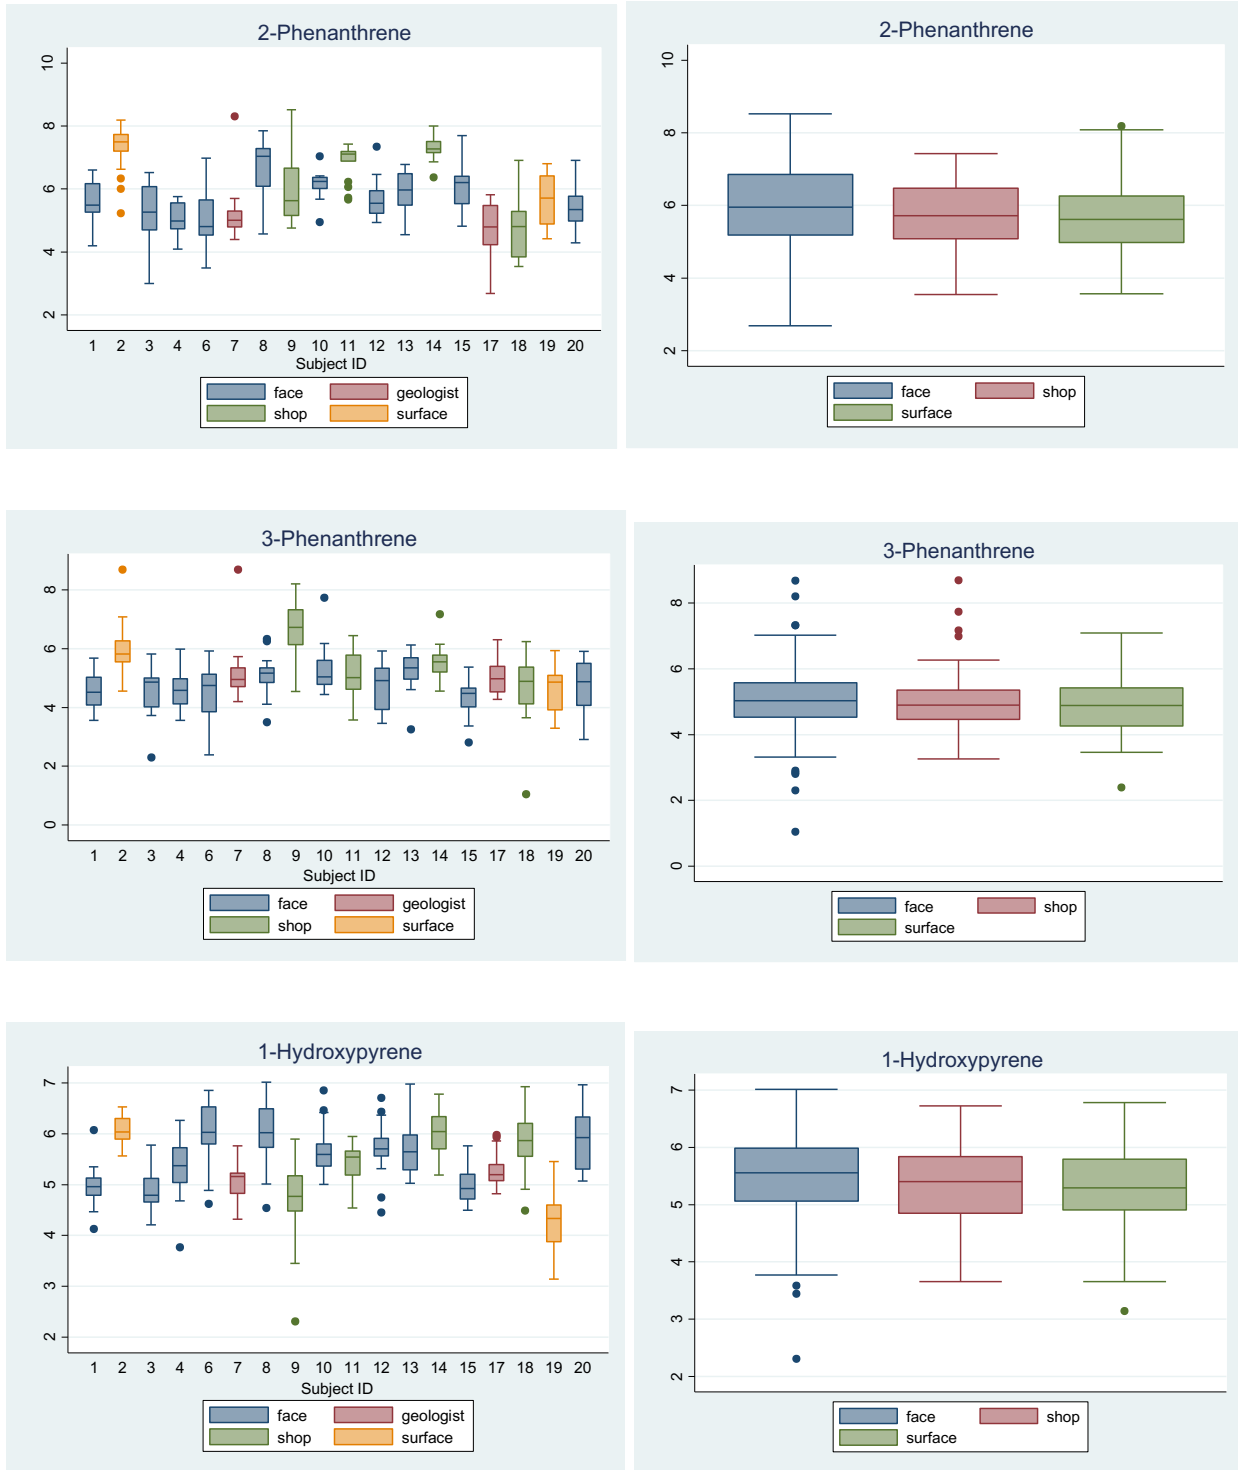 2-Phenanthrene
10
8
6
4
2
1 2 3 4 6 7 8 9 10 11 12 13 14 15 17 18 19 20
Subject ID
face geologist
shop surface
2-Phenanthrene
10
8
6
4
2
face shop
surface
3-Phenanthrene
8
6
4
2
0
1 2 3 4 6 7 8 9 10 11 12 13 14 15 17 18 19 20
Subject ID
face geologist
shop surface
3-Phenanthrene
8
6
4
2
0
face shop
surface
1-Hydroxypyrene
7
6
5
4
3
2
1 2 3 4 6 7 8 9 10 11 12 13 14 15 17 18 19 20
Subject ID
face geologist
shop surface
1-Hydroxypyrene
7
6
5
4
3
2
face shop
surface